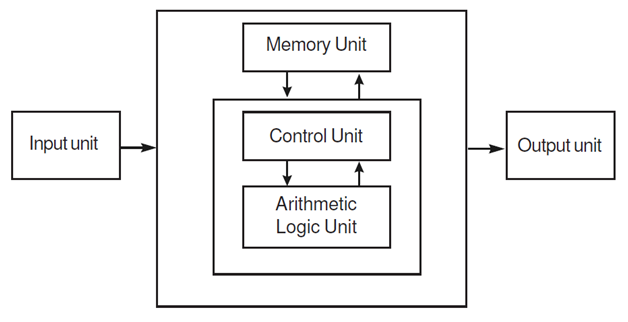 Memory Unit
Input unit
Control Unit
Output unit
Arithmetic
Logic Unit